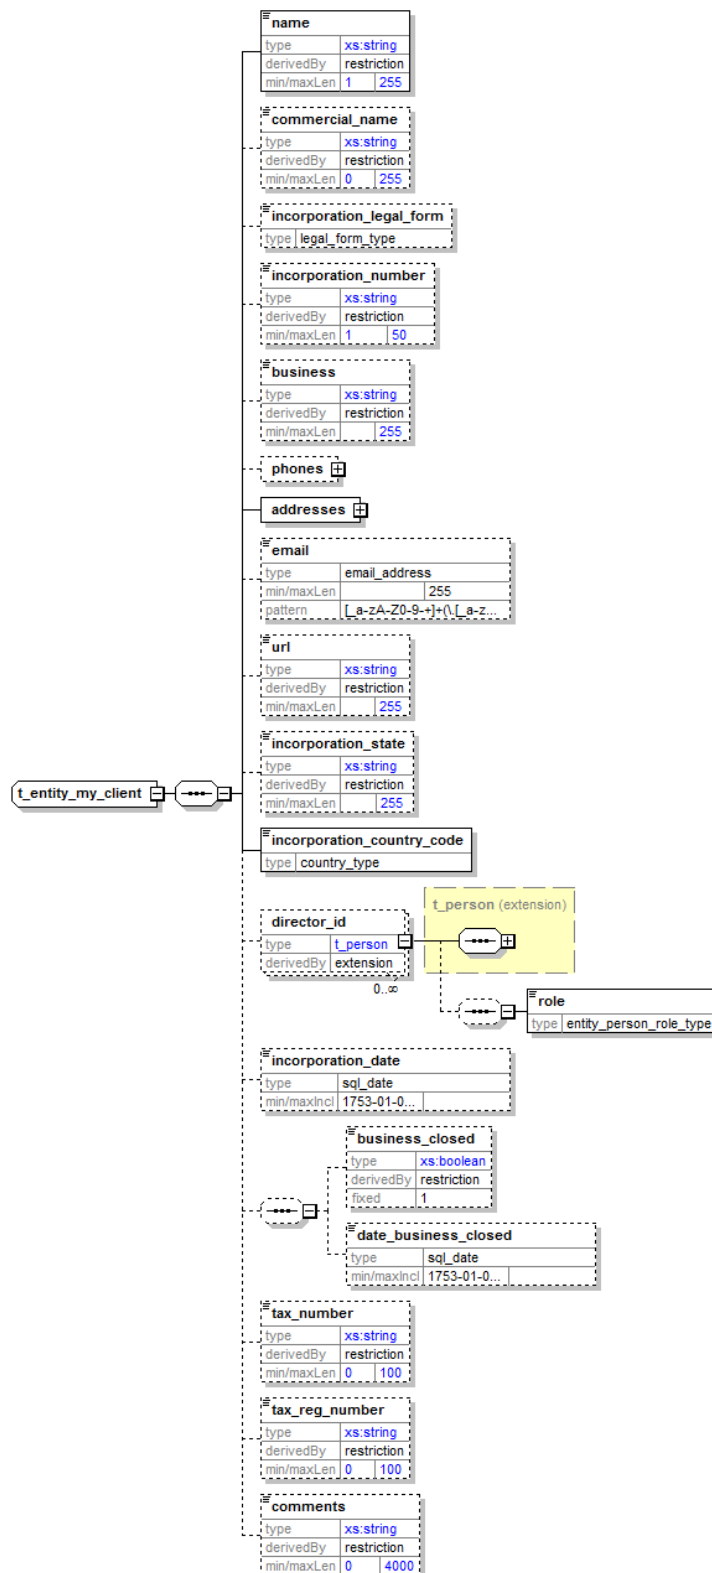 name
type xs:string
derivedBy restriction
min/maxLen 1 255
commercial_name
type xs:string
derivedBy restriction
min/maxLen 0 255
incorporation_legal_form
type legal_form_type
incorporation_number
type xs:string
derivedBy restriction
min/maxLen 1 50
business
type xs:string
derivedBy restriction
min/maxLen 255
phones
addresses
email
type email_address
min/maxLen 255
pattern [_a-zA-Z0-9-+]+(\.[_a-z...
url
type xs:string
derivedBy restriction
min/maxLen 255
incorporation_state
type xs:string
derivedBy restriction
min/maxLen 255
t_entity_my_client
incorporation_country_code
type country_type
t_person (extension)
director_id
type t_person
derivedBy extension
0..∞
role
type entity_person_role_type
incorporation_date
type sql_date
min/maxIncl 1753-01-0...
business_closed
type xs:boolean
derivedBy restriction
fixed 1
date_business_closed
type sql_date
min/maxIncl 1753-01-0...
tax_number
type xs:string
derivedBy restriction
min/maxLen 0 100
tax_reg_number
type xs:string
derivedBy restriction
min/maxLen 0 100
comments
type xs:string
derivedBy restriction
min/maxLen 0 4000